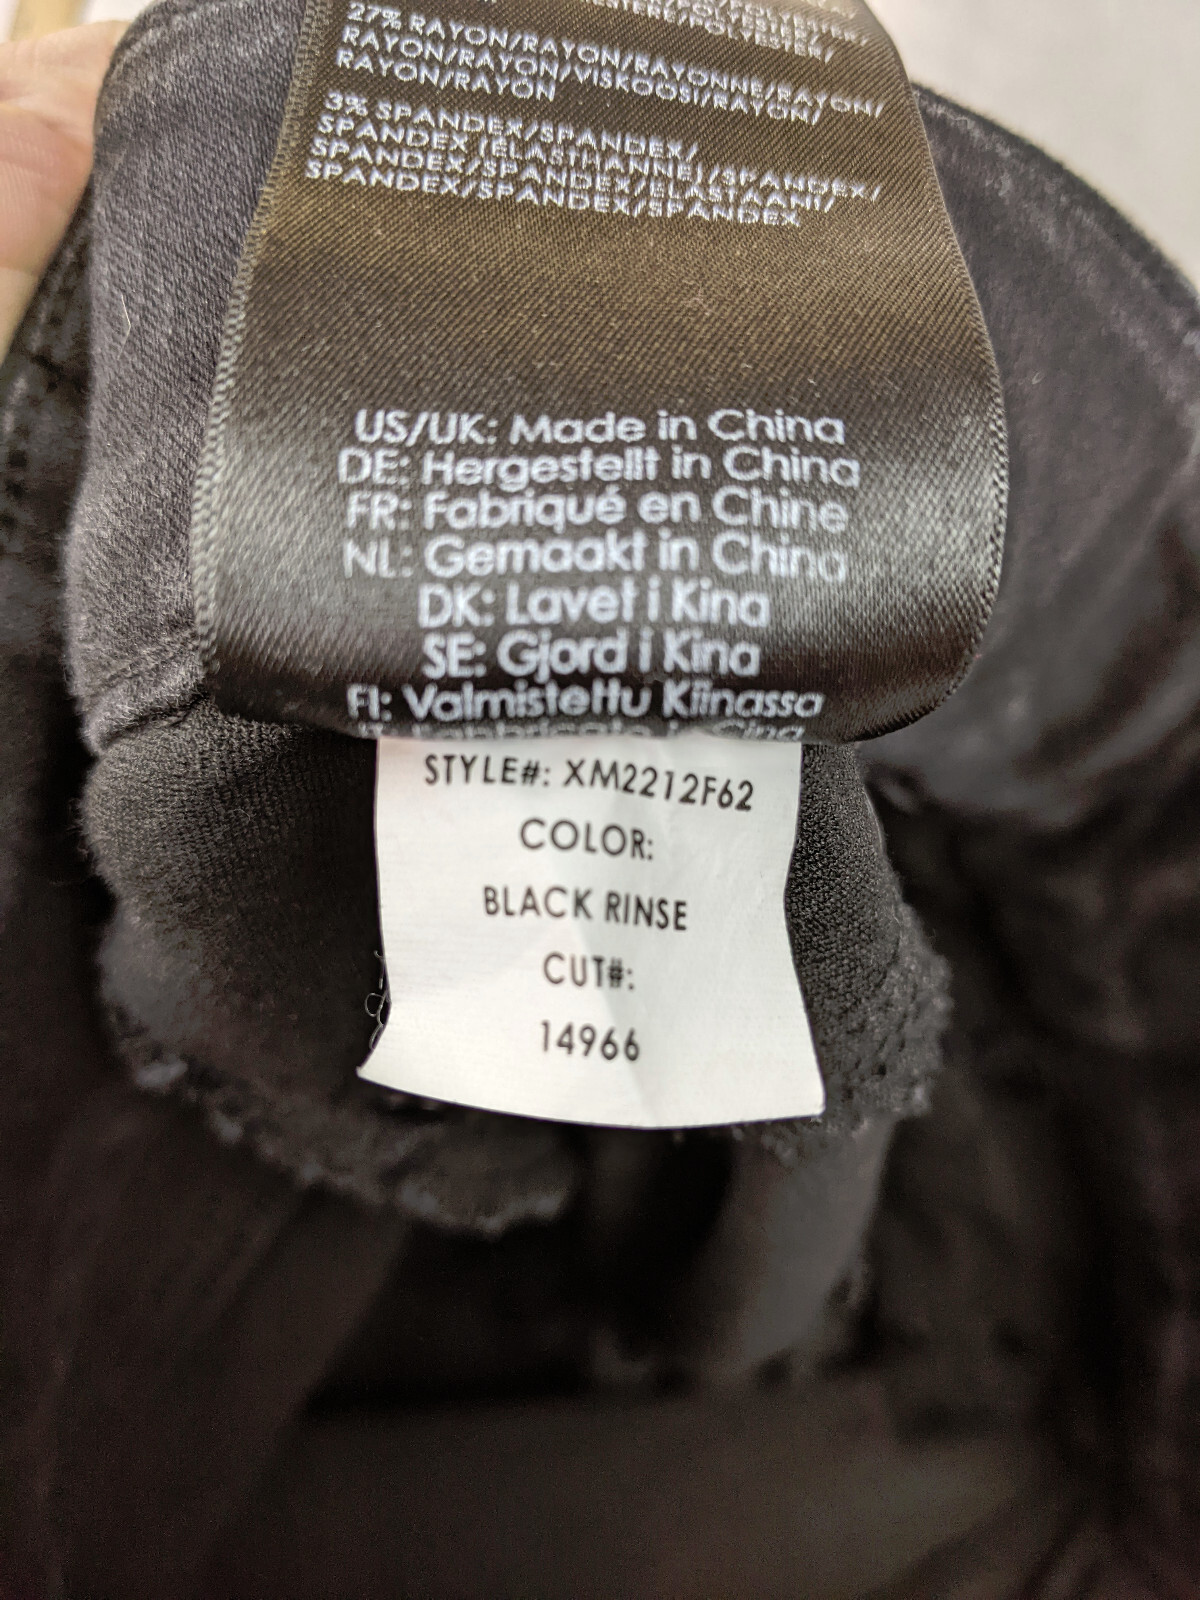 27% RAYON/RAYON/RAYONNE/RAYON/
RAYON/RAYON/VISKOOSI/RAYON/
RAYON/RAYON
3% SPANDEX/SPANDEX/
SPANDEX (ELASTHANNE)/SPANDEX/
SPANDEX/SPANDEX/ELASTAANI/
SPANDEX/SPANDEX/SPANDEX
US/UK: Made in China
DE: Hergestellt in China
FR: Fabriqué en Chine
NL: Gemaakt in China
DK: Lavet i Kina
SE: Gjord i Kina
FI: Valmistettu Kiinassa
STYLE#: XM2212F62
COLOR:
BLACK RINSE
CUT#:
14966